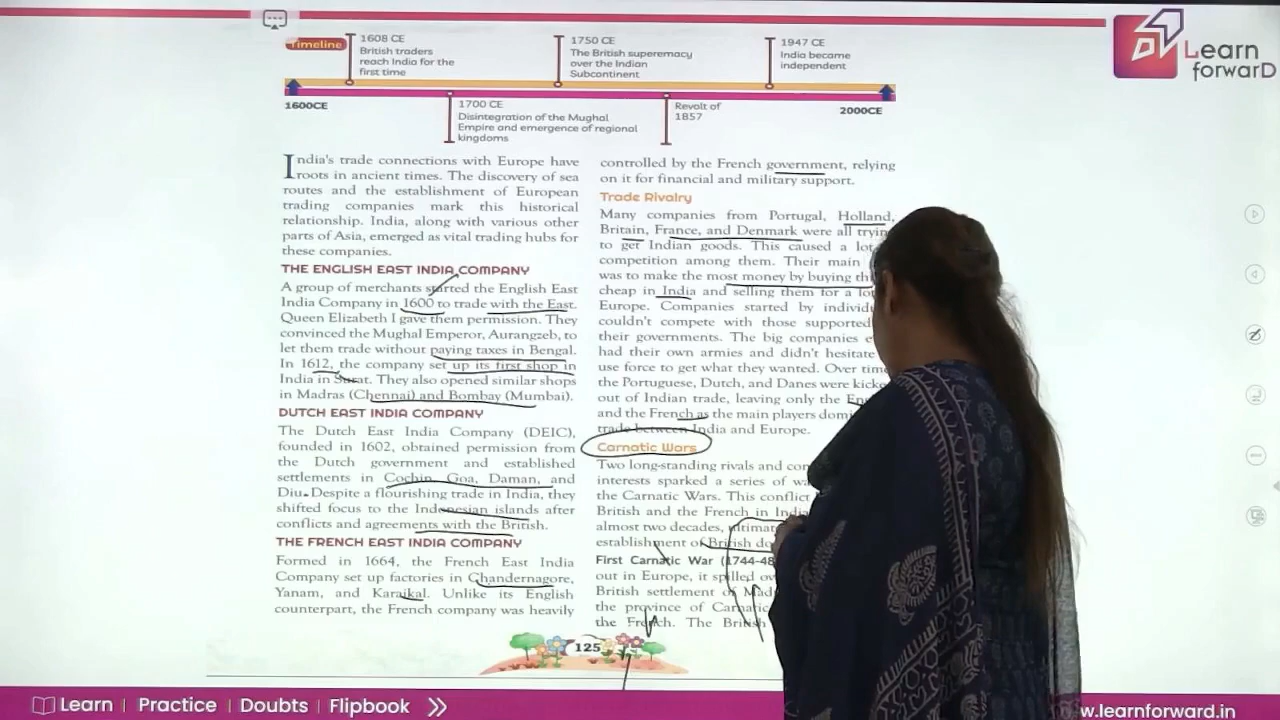 Timeline
1608 CE
British traders
reach India for the
first time
1750 CE
The British superemacy
over the Indian
Subcontinent
1947 CE
India became
independent
1600CE
1700 CE
Disintegration of the Mughal
Empire and emergence of regional
kingdoms
Revolt of
1857
2000CE
Learn
forwarD
India's trade connections with Europe have
roots in ancient times. The discovery of sea
routes and the establishment of European
trading companies mark this historical
relationship. India, along with various other
parts of Asia, emerged as vital trading hubs for
these companies.
THE ENGLISH EAST INDIA COMPANY
A group of merchants started the English East
India Company in 1600 to trade with the East.
Queen Elizabeth I gave them permission. They
convinced the Mughal Emperor, Aurangzeb, to
let them trade without paying taxes in Bengal.
In 1612, the company set up its first shop in
India in Surat. They also opened similar shops
in Madras (Chennai) and Bombay (Mumbai).
DUTCH EAST INDIA COMPANY
The Dutch East India Company (DEIC),
founded in 1602, obtained permission from
the Dutch government and established
settlements in Cochin, Goa, Daman, and
Diu. Despite a flourishing trade in India, they
shifted focus to the Indonesian islands after
conflicts and agreements with the British.
THE FRENCH EAST INDIA COMPANY
Formed in 1664, the French East India
Company set up factories in Chandernagore,
Yanam, and Karaikal. Unlike its English
counterpart, the French company was heavily
controlled by the French government, relying
on it for financial and military support.
Trade Rivalry
Many companies from Portugal, Holland,
Britain, France, and Denmark were all
to get Indian goods. This caused a lot
competition among them. Their main
was to make the most money by buying
cheap in India and selling them for a lot
Europe. Companies started by
couldn't compete with those supported
their governments. The big companies
had their own armies and didn't hesitate
use force to get what they wanted. Over
the Portuguese, Dutch, and Danes were
out of Indian trade, leaving only the
and the French as the main players
trade between India and Europe.
Carnatic Wars
Two long-standing rivals and
interests sparked a series of
the Carnatic Wars. This conflict
British and the French in
almost two decades,
establishment of British
First Carnatic War (1744-48
out in Europe, it spilled
British settlement of
the province of Carnatic
the French. The British
125
Learn | Practice | Doubts | Flipbook
w.learnforward.in